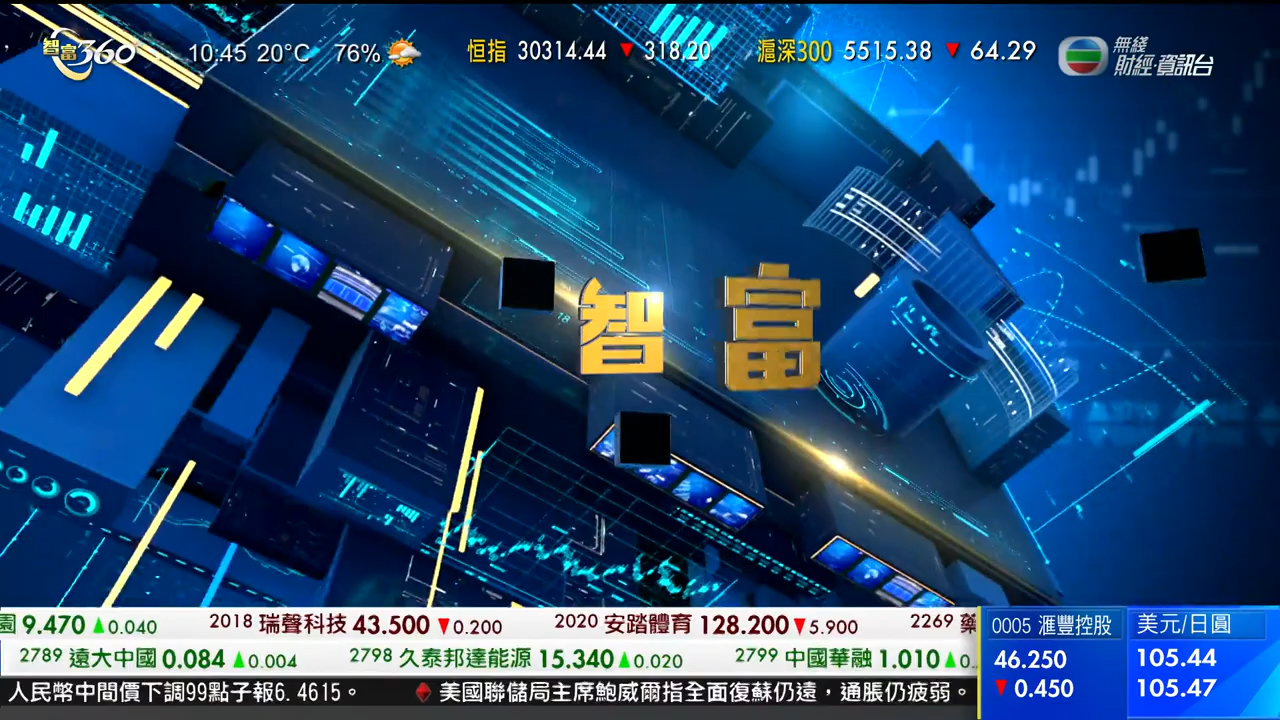 智富360 10:45 20°C 76% 恒指 30314.44 ▼ 318.20 滬深300 5515.38 ▼ 64.29 無綫
財經·資訊台
智富
園 9.470 ▲0.040 2018 瑞聲科技 43.500 ▼0.200 2020 安踏體育 128.200 ▼5.900 2269 藥
2789 遠大中國 0.084 ▲0.004 2798 久泰邦達能源 15.340 ▲0.020 2799 中國華融 1.010 ▲0.
人民幣中間價下調99點子報6.4615。 美國聯儲局主席鮑威爾指全面復蘇仍遠，通脹仍疲弱。
0005 滙豐控股
46.250
▼ 0.450
美元/日圓
105.44
105.47